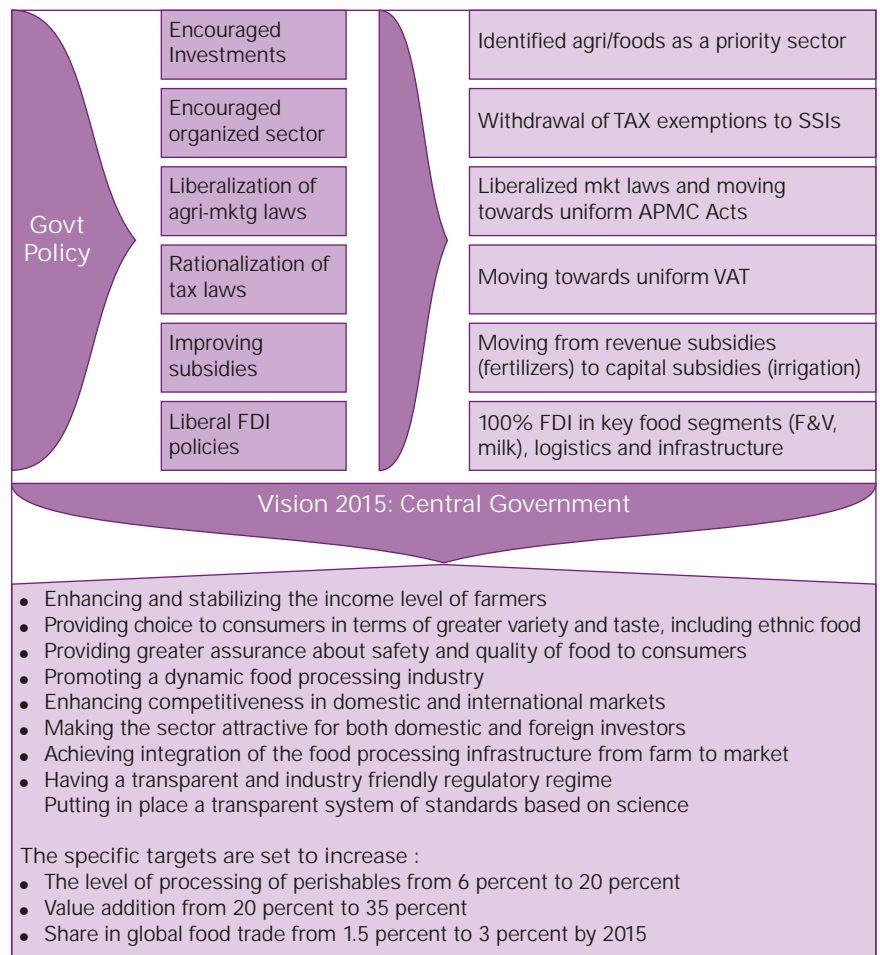 Govt
Policy
Encouraged
Investments
Identified agri/foods as a priority sector
Encouraged
organized sector
Withdrawal of TAX exemptions to SSIs
Liberalization of
agri-mktg laws
Liberalized mkt laws and moving
towards uniform APMC Acts
Rationalization of
tax laws
Moving towards uniform VAT
Improving
subsidies
Moving from revenue subsidies
(fertilizers) to capital subsidies (irrigation)
Liberal FDI
policies
100% FDI in key food segments (F&V,
milk), logistics and infrastructure
Vision 2015: Central Government
• Enhancing and stabilizing the income level of farmers
• Providing choice to consumers in terms of greater variety and taste, including ethnic food
• Providing greater assurance about safety and quality of food to consumers
• Promoting a dynamic food processing industry
• Enhancing competitiveness in domestic and international markets
• Making the sector attractive for both domestic and foreign investors
• Achieving integration of the food processing infrastructure from farm to market
• Having a transparent and industry friendly regulatory regime
Putting in place a transparent system of standards based on science
The specific targets are set to increase :
• The level of processing of perishables from 6 percent to 20 percent
• Value addition from 20 percent to 35 percent
• Share in global food trade from 1.5 percent to 3 percent by 2015